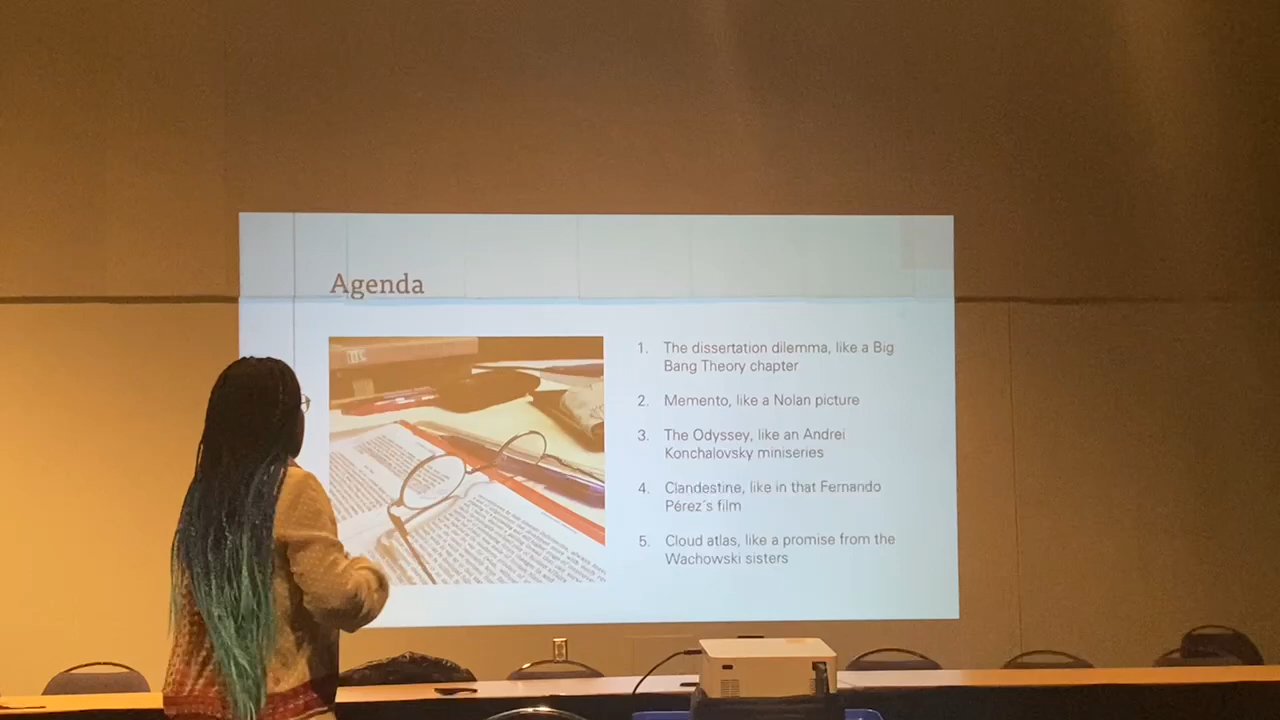 Agenda
1. The dissertation dilemma, like a Big
Bang Theory chapter
2. Memento, like a Nolan picture
3. The Odyssey, like an Andrei
Konchalovsky miniseries
4. Clandestine, like in that Fernando
Pérez´s film
5. Cloud atlas, like a promise from the
Wachowski sisters